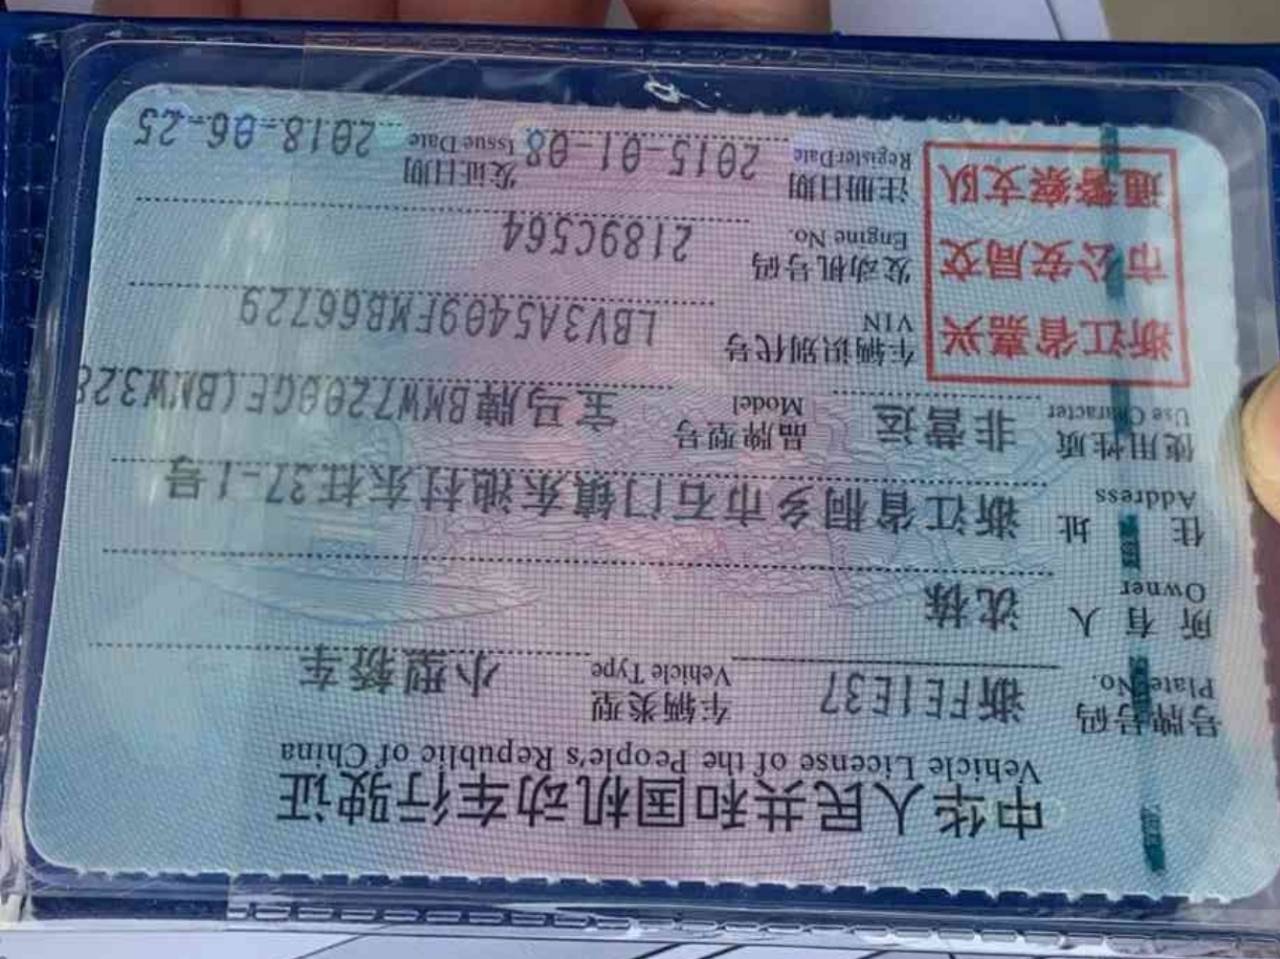 中华人民共和国机动车行驶证
Vehicle License of the People's Republic of China
号牌号码 浙FE1E37 车辆类型 小型轿车
Plate No. Vehicle Type
所有人 沈栋
Owner
住址 浙江省桐乡市石门镇东池村东杠37-1号
Address
使用性质 非营运 品牌型号 宝马牌BMW7200GE(BMW328
Use Character Model
浙江省嘉兴
市公安局交
通警察支队
车辆识别代号 LBV3A5409FMB66729
VIN
发动机号码 2189C564
Engine No.
注册日期 2015-01-08 发证日期 2018-06-25
Register Date Issue Date